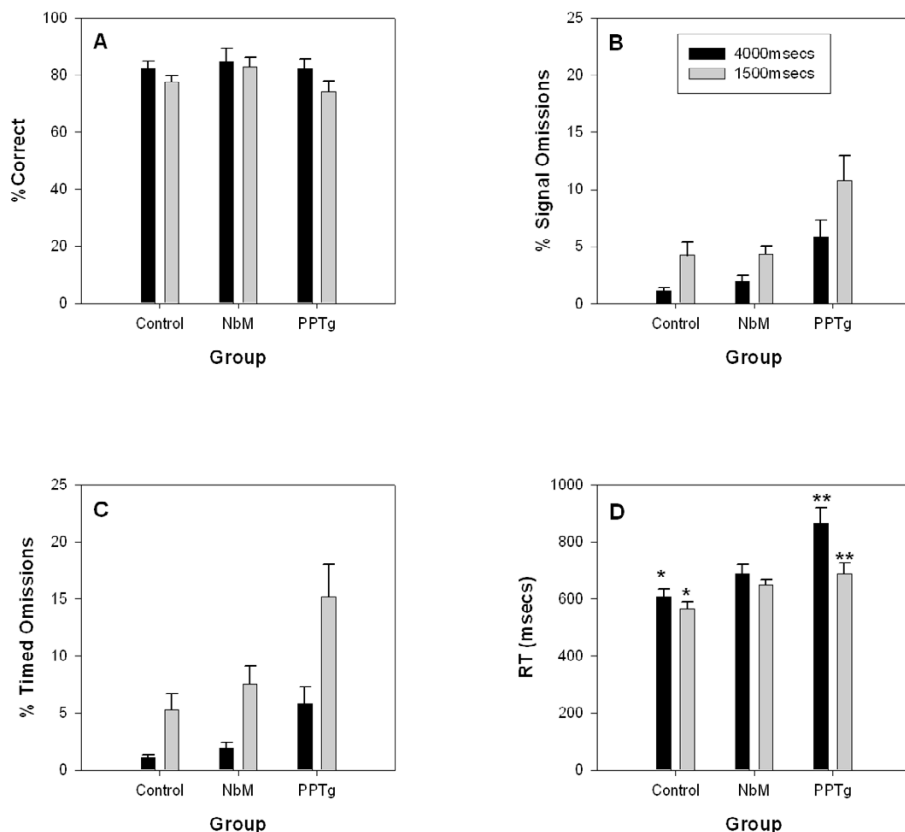 A
100
80
60
40
20
0
%Correct
Control NbM PPTg
Group
B
4000msecs
1500msecs
25
20
15
10
5
0
% Signal Omissions
Control NbM PPTg
Group
C
25
20
15
10
5
0
% Timed Omissions
Control NbM PPTg
Group
D
1000
800
600
400
200
0
RT (msecs)
* * ** **
Control NbM PPTg
Group